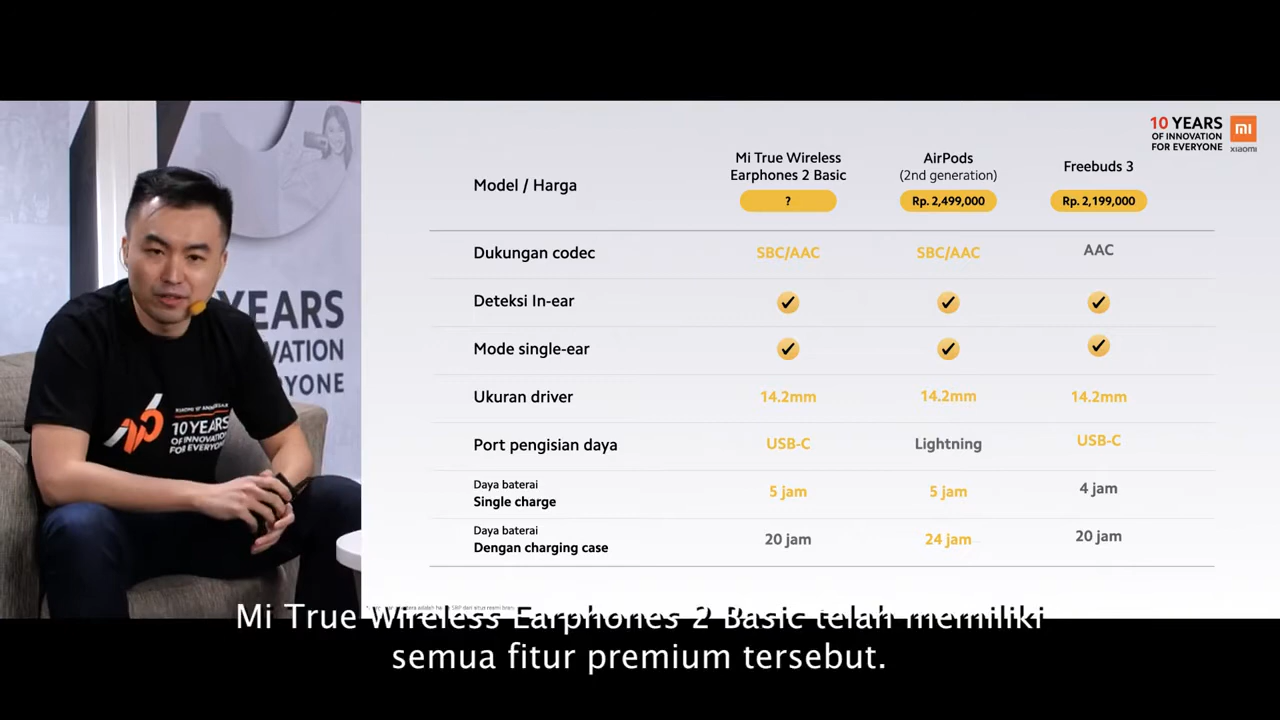 10 YEARS
OF INNOVATION
FOR EVERYONE
mi
xiaomi
Model / Harga
Mi True Wireless
Earphones 2 Basic
?
AirPods
(2nd generation)
Rp. 2,499,000
Freebuds 3
Rp. 2,199,000
Dukungan codec SBC/AAC SBC/AAC AAC
Deteksi In-ear ✓ ✓ ✓
Mode single-ear ✓ ✓ ✓
Ukuran driver 14.2mm 14.2mm 14.2mm
Port pengisian daya USB-C Lightning USB-C
Daya baterai
Single charge 5 jam 5 jam 4 jam
Daya baterai
Dengan charging case 20 jam 24 jam 20 jam
YEARS
10 YEARS
OF INNOVATION
FOR EVERYONE
Mi True Wireless Earphones 2 Basic telah memiliki
semua fitur premium tersebut.